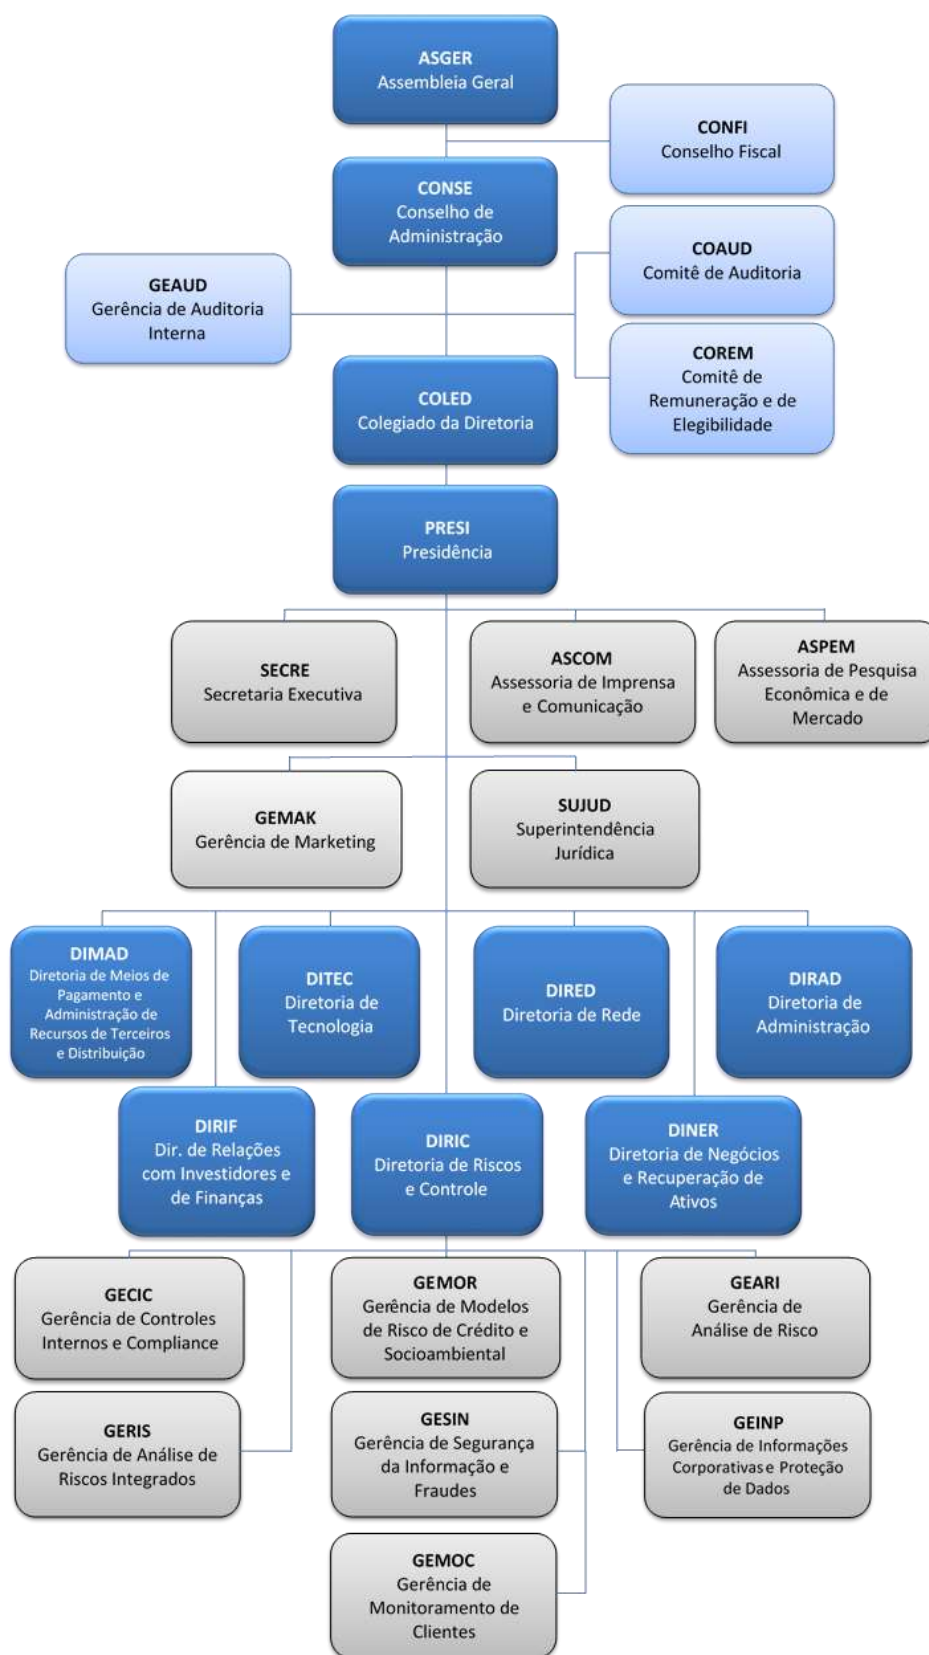 ASGER
Assembleia Geral
CONFI
Conselho Fiscal
CONSE
Conselho de
Administração
COAUD
Comitê de Auditoria
GEAUD
Gerência de Auditoria
Interna
COREM
Comitê de
Remuneração e de
Elegibilidade
COLED
Colegiado da Diretoria
PRESI
Presidência
SECRE
Secretaria Executiva
ASCOM
Assessoria de Imprensa
e Comunicação
ASPEM
Assessoria de Pesquisa
Econômica e de
Mercado
GEMAK
Gerência de Marketing
SUJUD
Superintendência
Jurídica
DIMAD
Diretoria de Meios de
Pagamento e
Administração de
Recursos de Terceiros
e Distribuição
DITEC
Diretoria de
Tecnologia
DIRED
Diretoria de Rede
DIRAD
Diretoria de
Administração
DIRIF
Dir. de Relações
com Investidores e
de Finanças
DIRIC
Diretoria de Riscos
e Controle
DINER
Diretoria de Negócios
e Recuperação de
Ativos
GECIC
Gerência de Controles
Internos e Compliance
GEMOR
Gerência de Modelos
de Risco de Crédito e
Socioambiental
GEARI
Gerência de
Análise de Risco
GERIS
Gerência de Análise de
Riscos Integrados
GESIN
Gerência de Segurança
da Informação e
Fraudes
GEINP
Gerência de Informações
Corporativas e Proteção
de Dados
GEMOC
Gerência de
Monitoramento de
Clientes